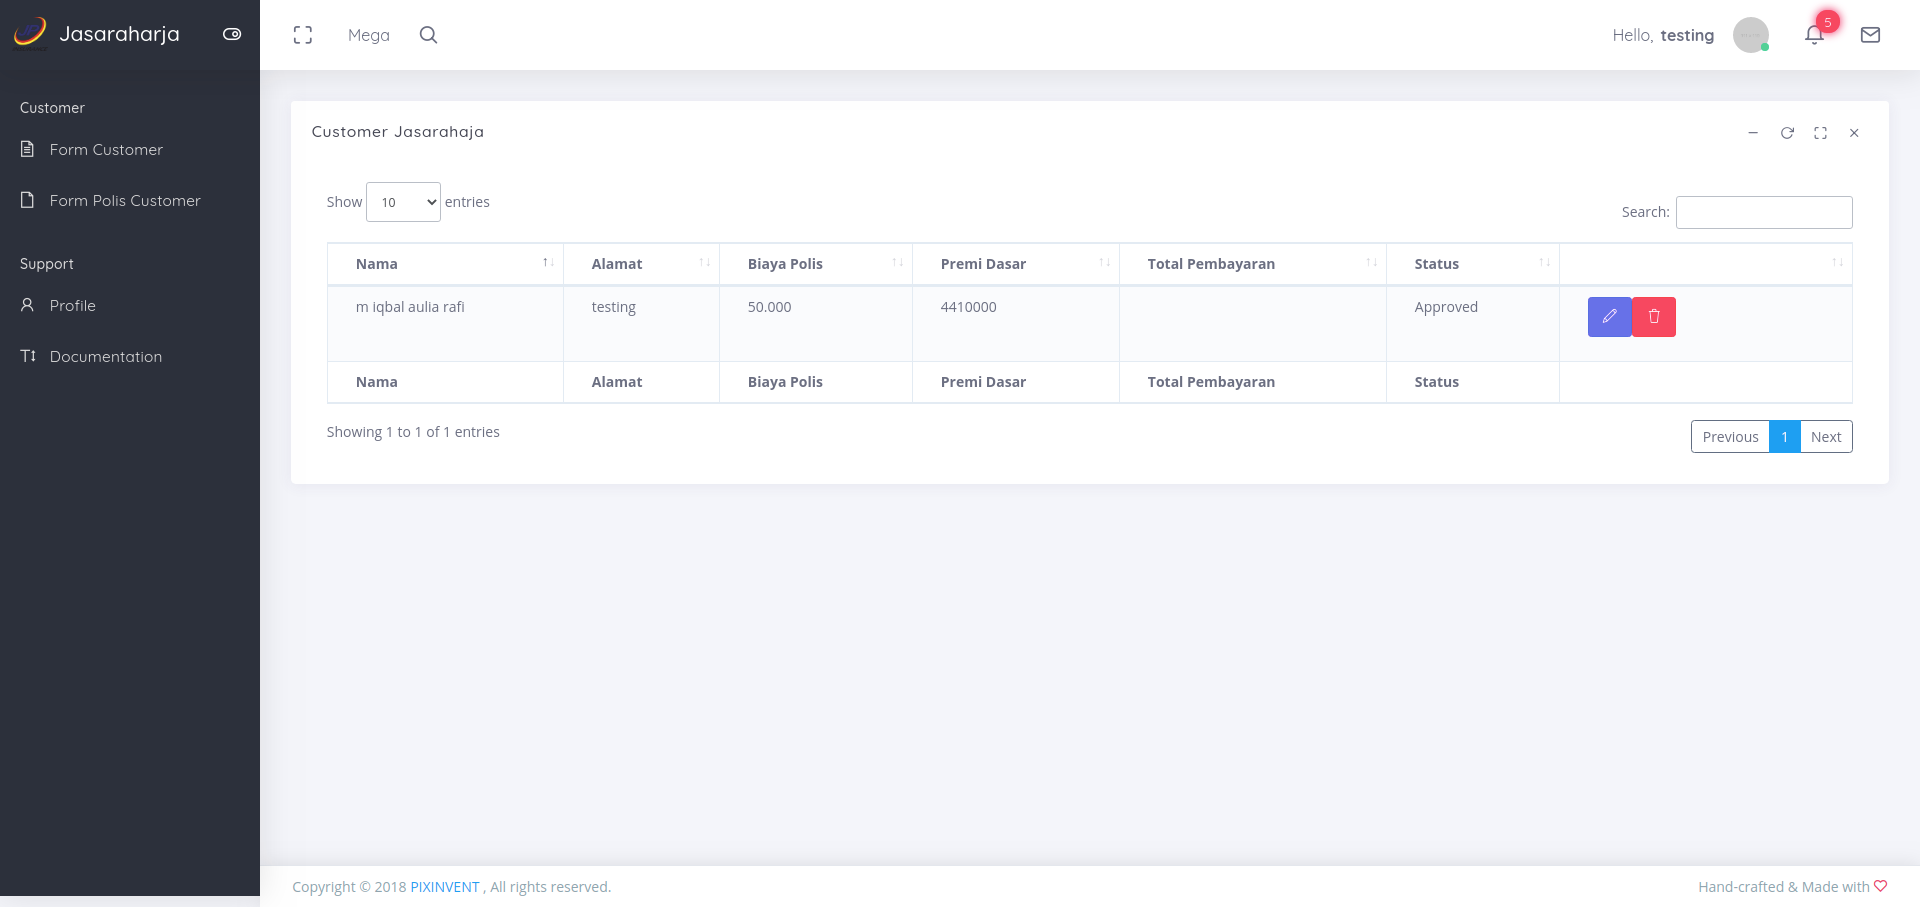 Jasaraharja
Mega
Hello, testing
5
Customer
Form Customer
Form Polis Customer
Support
Profile
Documentation
Customer Jasarahaja
Show 10 entries
Search:
Nama Alamat Biaya Polis Premi Dasar Total Pembayaran Status
m iqbal aulia rafi testing 50.000 4410000 Approved
Nama Alamat Biaya Polis Premi Dasar Total Pembayaran Status
Showing 1 to 1 of 1 entries
Previous 1 Next
Copyright © 2018 PIXINVENT , All rights reserved.
Hand-crafted & Made with